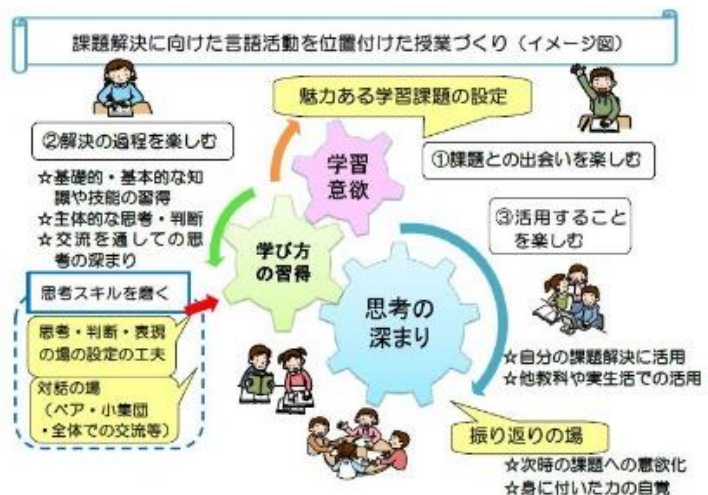 課題解決に向けた言語活動を位置付けた授業づくり（イメージ図）
魅力ある学習課題の設定
①課題との出会いを楽しむ
②解決の過程を楽しむ
☆基礎的・基本的な知
識や技能の習得
☆主体的な思考・判断
☆交流を通しての思
考の深まり
学習
意欲
学び方
の習得
思考の
深まり
③活用すること
を楽しむ
☆自分の課題解決に活用
☆他教科や実生活での活用
思考スキルを磨く
思考・判断・表現
の場の設定の工夫
対話の場
（ペア・小集団
・全体での交流等）
振り返りの場
☆次時の課題への意欲化
☆身に付いた力の自覚